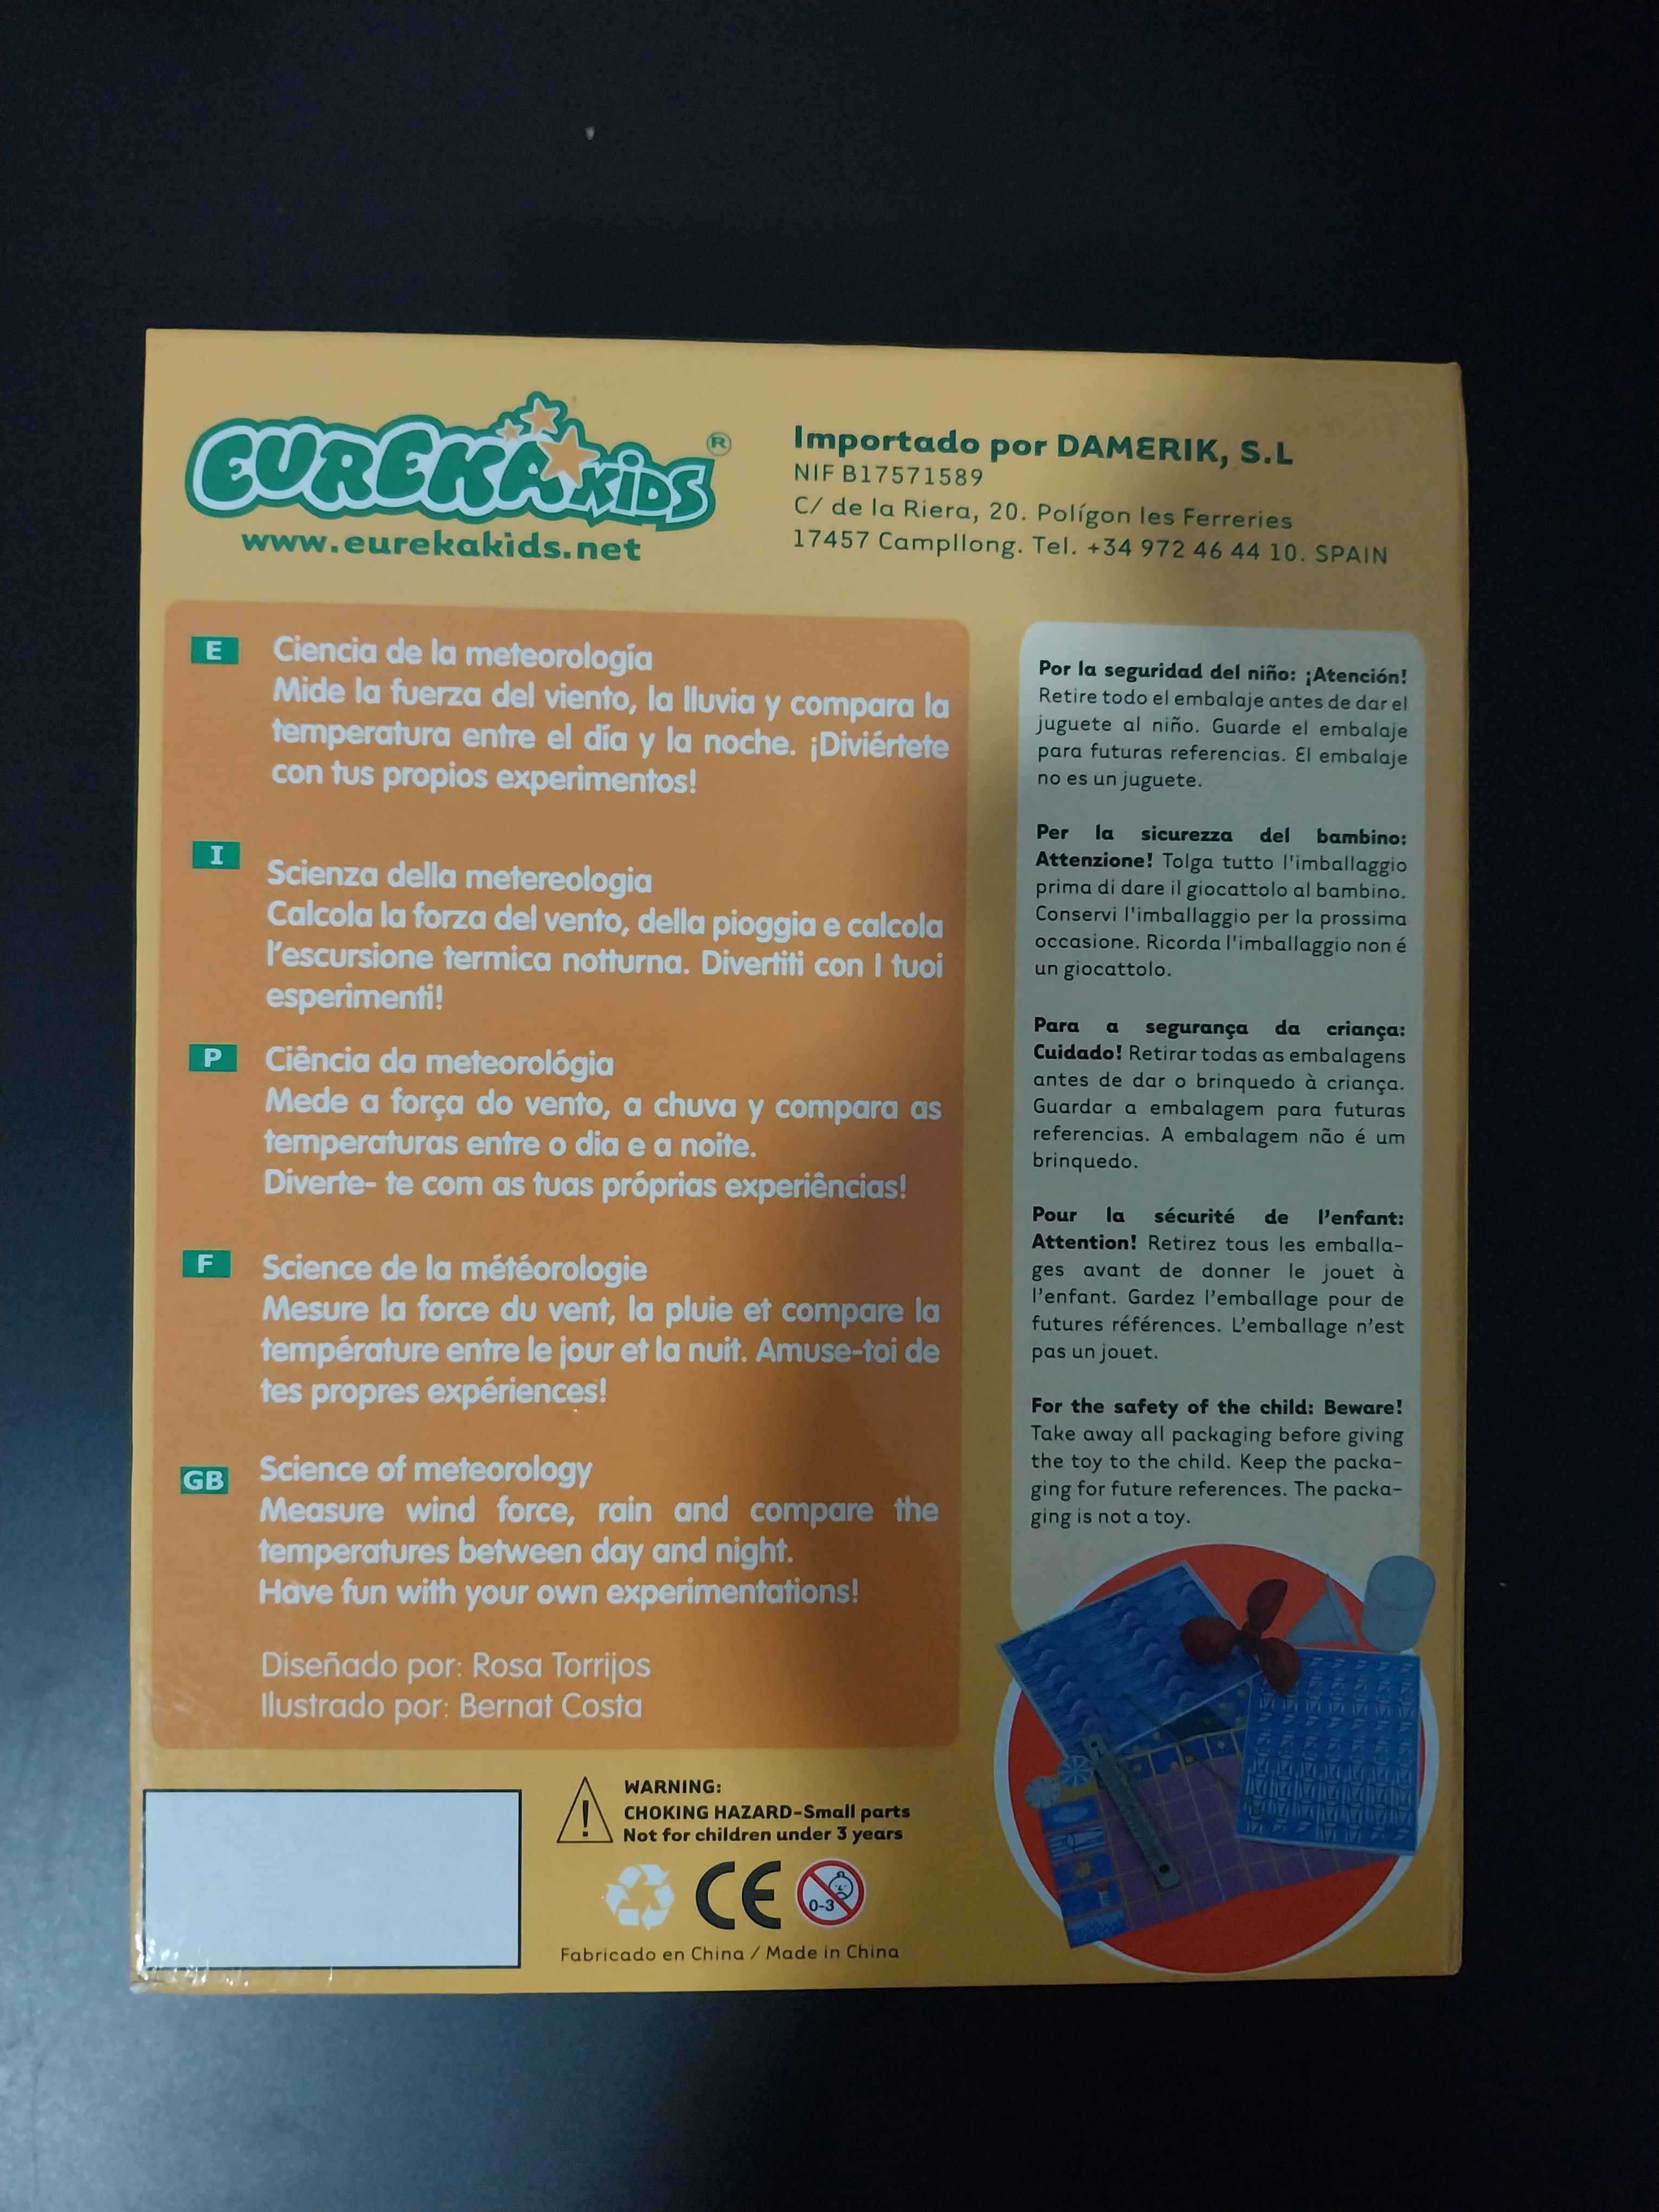 EUREKAKIDS®
www.eurekakids.net
Importado por DAMERIK, S.L
NIF B17571589
C/ de la Riera, 20. Polígon les Ferreries
17457 Campllong. Tel. +34 972 46 44 10. SPAIN
E
Ciencia de la meteorología
Mide la fuerza del viento, la lluvia y compara la
temperatura entre el día y la noche. ¡Diviértete
con tus propios experimentos!
I
Scienza della metereologia
Calcola la forza del vento, della pioggia e calcola
l'escursione termica notturna. Divertiti con I tuoi
esperimenti!
P
Ciência da meteorológia
Mede a força do vento, a chuva y compara as
temperaturas entre o dia e a noite.
Diverte- te com as tuas próprias experiências!
F
Science de la météorologie
Mesure la force du vent, la pluie et compare la
température entre le jour et la nuit. Amuse-toi de
tes propres expériences!
GB
Science of meteorology
Measure wind force, rain and compare the
temperatures between day and night.
Have fun with your own experimentations!
Diseñado por: Rosa Torrijos
Ilustrado por: Bernat Costa
Por la seguridad del niño: ¡Atención!
Retire todo el embalaje antes de dar el
juguete al niño. Guarde el embalaje
para futuras referencias. El embalaje
no es un juguete.
Per la sicurezza del bambino:
Attenzione! Tolga tutto l'imballaggio
prima di dare il giocattolo al bambino.
Conservi l'imballaggio per la prossima
occasione. Ricorda l'imballaggio non é
un giocattolo.
Para a segurança da criança:
Cuidado! Retirar todas as embalagens
antes de dar o brinquedo à criança.
Guardar a embalagem para futuras
referencias. A embalagem não é um
brinquedo.
Pour la sécurité de l'enfant:
Attention! Retirez tous les emballa-
ges avant de donner le jouet à
l'enfant. Gardez l'emballage pour de
futures références. L'emballage n'est
pas un jouet.
For the safety of the child: Beware!
Take away all packaging before giving
the toy to the child. Keep the packa-
ging for future references. The packa-
ging is not a toy.
WARNING:
CHOKING HAZARD-Small parts
Not for children under 3 years
CE
0-3
Fabricado en China / Made in China